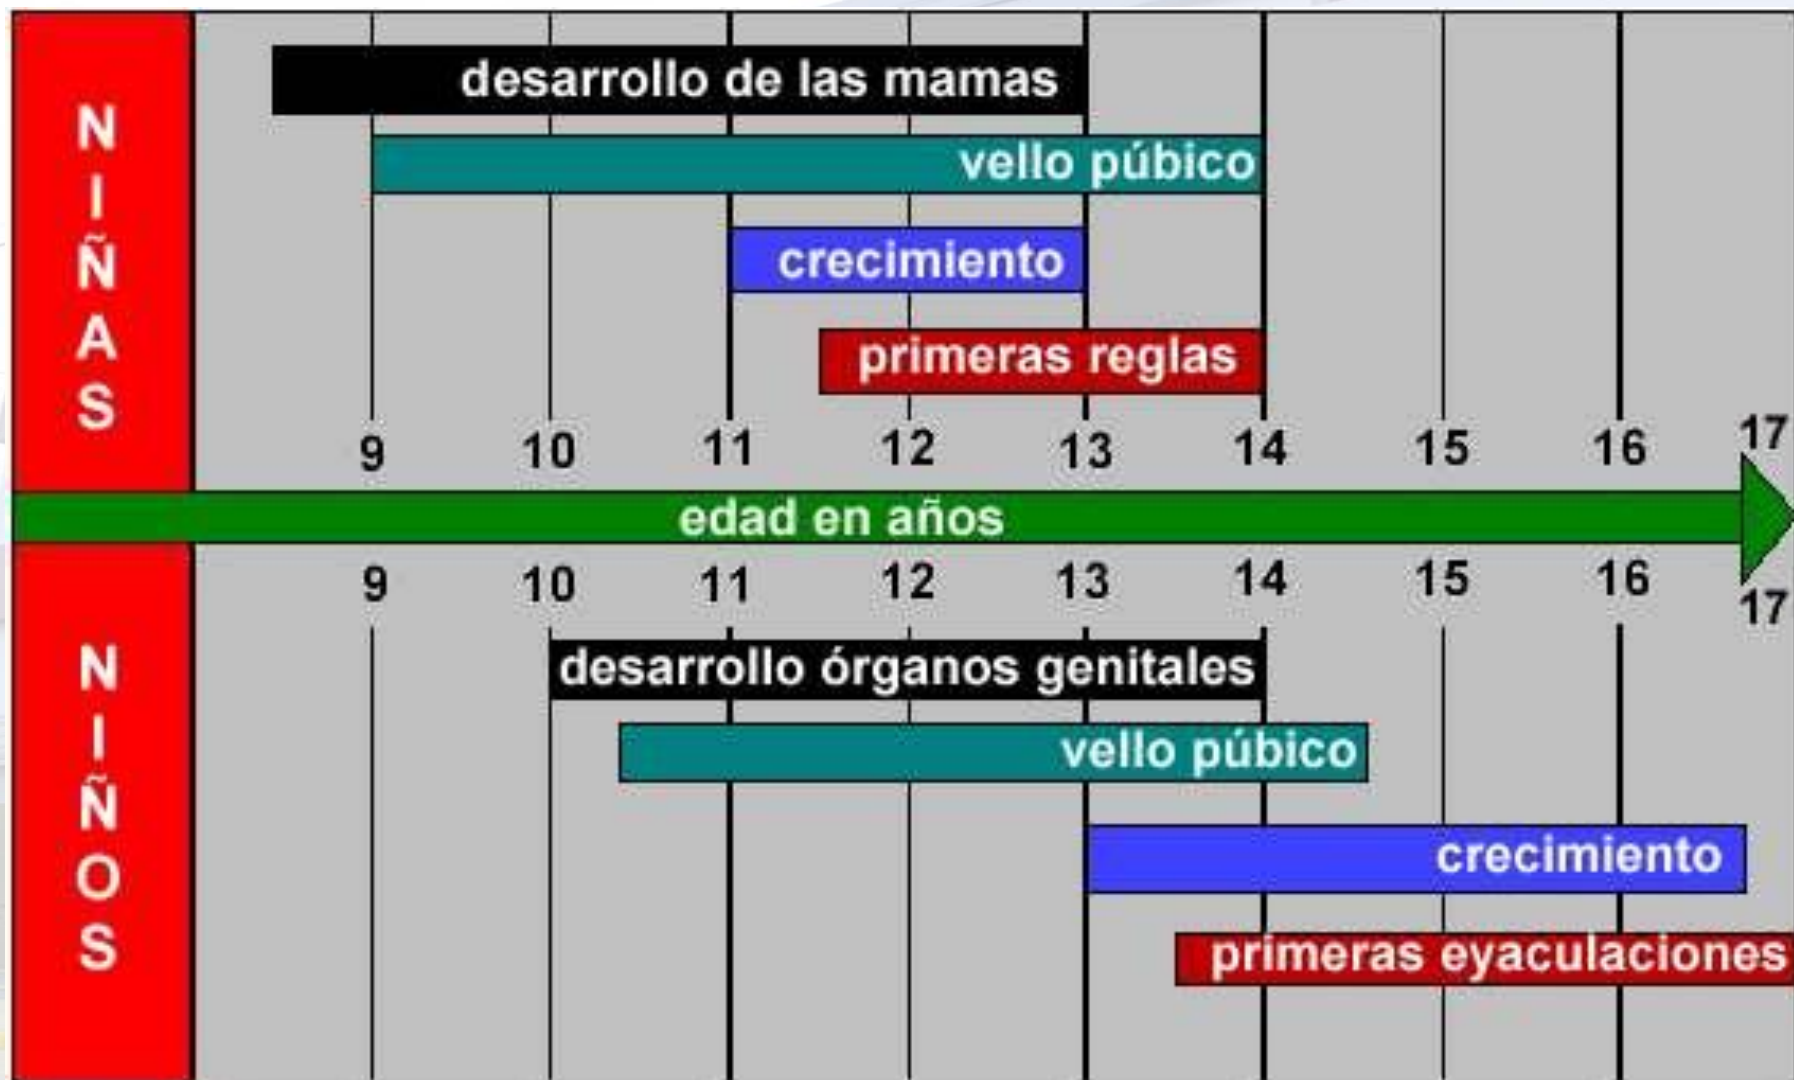 NIÑAS
desarrollo de las mamas
vello púbico
crecimiento
primeras reglas
9 10 11 12 13 14 15 16 17
edad en años
9 10 11 12 13 14 15 16 17
NIÑOS
desarrollo órganos genitales
vello púbico
crecimiento
primeras eyaculaciones